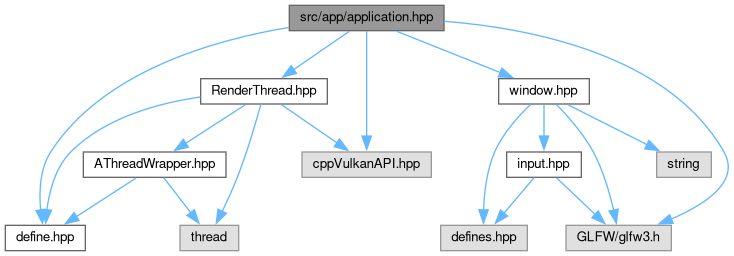 src/app/application.hpp
RenderThread.hpp
window.hpp
AThreadWrapper.hpp
cppVulkanAPI.hpp
input.hpp
string
define.hpp
thread
defines.hpp
GLFW/glfw3.h